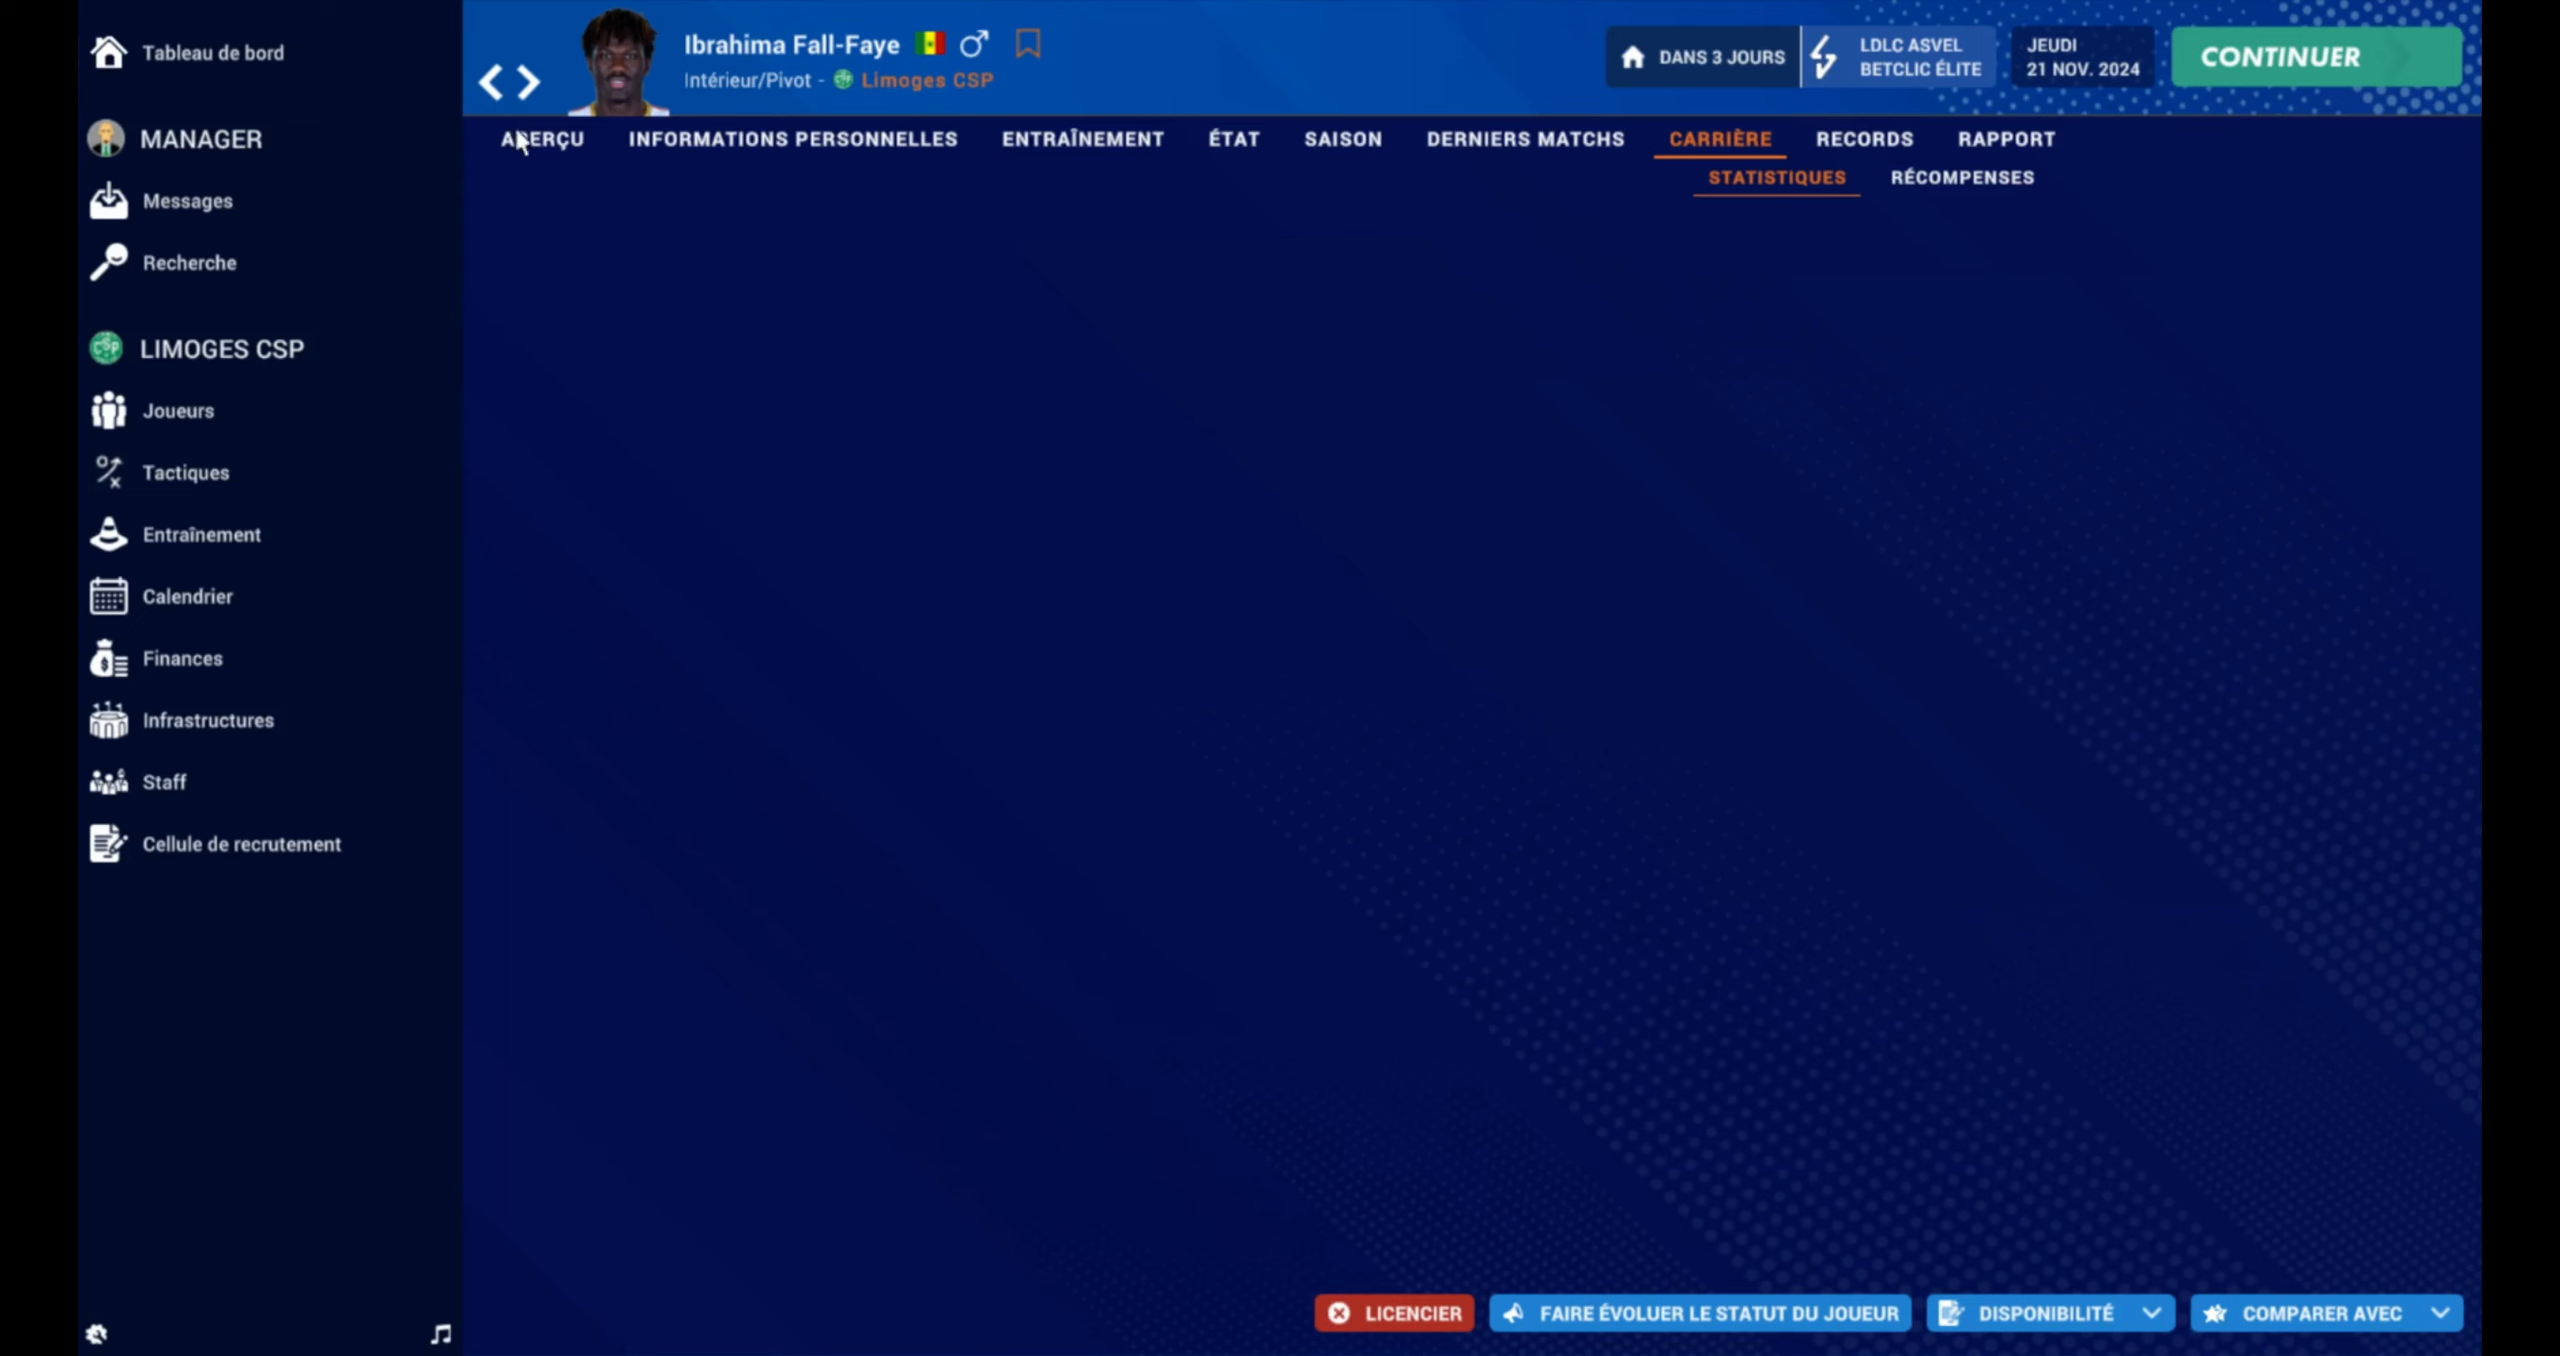 Tableau de bord
MANAGER
Messages
Recherche
LIMOGES CSP
Joueurs
Tactiques
Entraînement
Calendrier
Finances
Infrastructures
Staff
Cellule de recrutement
Ibrahima Fall-Faye
Intérieur/Pivot - Limoges CSP
DANS 3 JOURS
LDLC ASVEL
BETCLIC ÉLITE
JEUDI
21 NOV. 2024
CONTINUER
APERÇU INFORMATIONS PERSONNELLES ENTRAÎNEMENT ÉTAT SAISON DERNIERS MATCHS CARRIÈRE RECORDS RAPPORT
STATISTIQUES RÉCOMPENSES
LICENCIER FAIRE ÉVOLUER LE STATUT DU JOUEUR DISPONIBILITÉ COMPARER AVEC